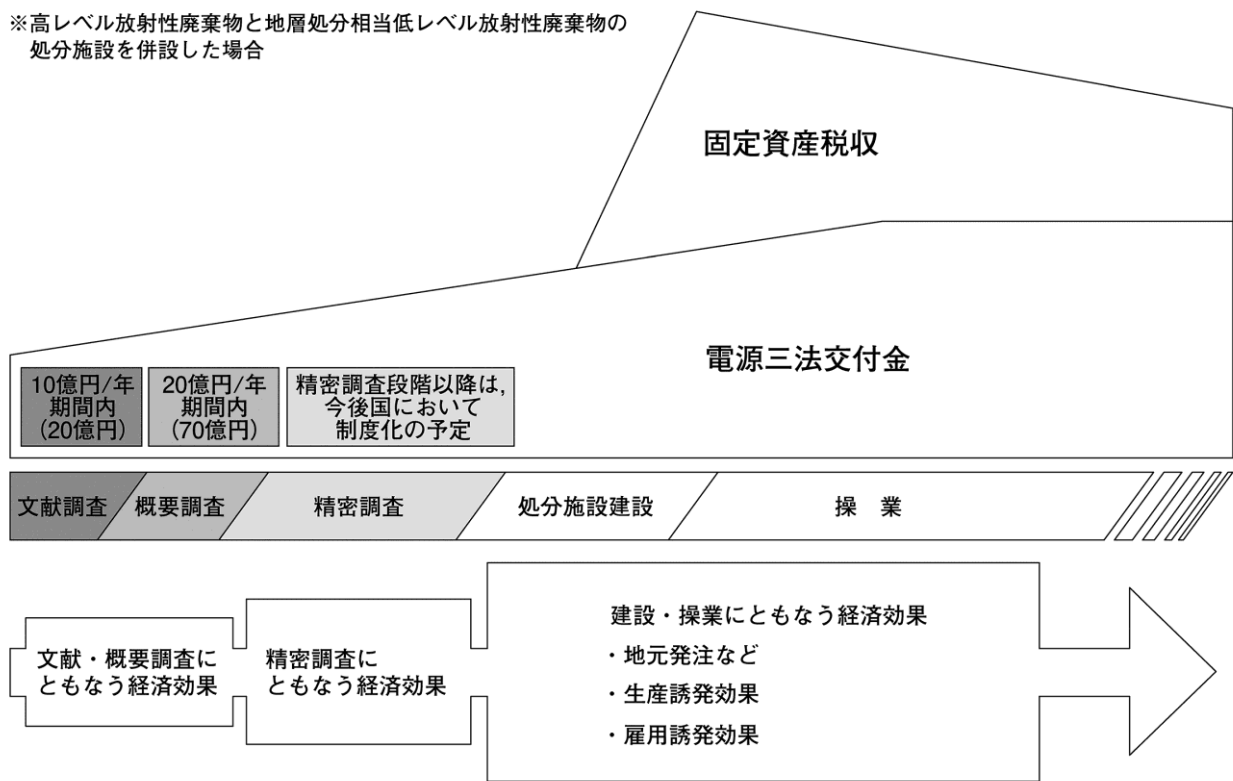 ※高レベル放射性廃棄物と地層処分相当低レベル放射性廃棄物の
処分施設を併設した場合
固定資産税収
電源三法交付金
10億円/年
期間内
(20億円)
20億円/年
期間内
(70億円)
精密調査段階以降は,
今後国において
制度化の予定
文献調査
概要調査
精密調査
処分施設建設
操　業
文献・概要調査に
ともなう経済効果
精密調査に
ともなう経済効果
建設・操業にともなう経済効果
・地元発注など
・生産誘発効果
・雇用誘発効果